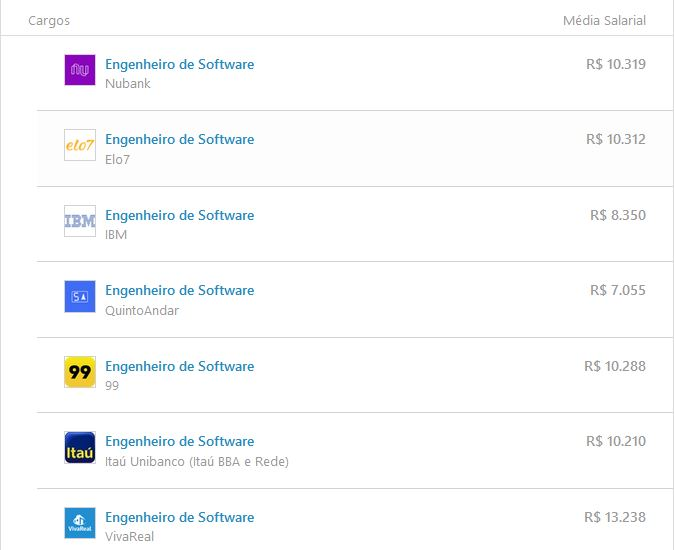 Cargos Média Salarial
nu Engenheiro de Software R$ 10.319
Nubank
elo7 Engenheiro de Software R$ 10.312
Elo7
IBM Engenheiro de Software R$ 8.350
IBM
5A Engenheiro de Software R$ 7.055
QuintoAndar
99 Engenheiro de Software R$ 10.288
99
Itaú Engenheiro de Software R$ 10.210
Itaú Unibanco (Itaú BBA e Rede)
VivaReal Engenheiro de Software R$ 13.238
VivaReal